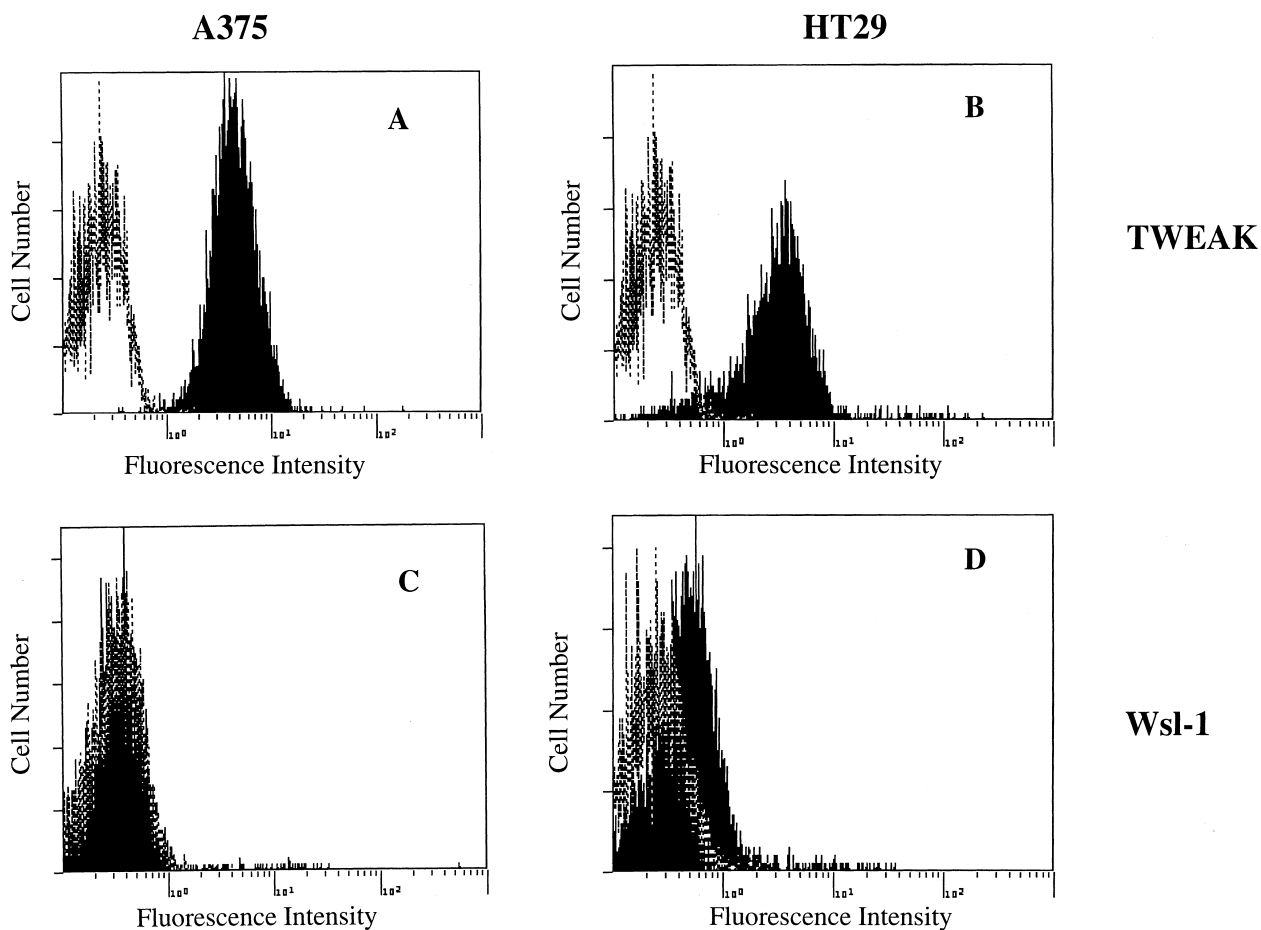 A375
HT29
A
Cell Number
10⁰ 10¹ 10²
Fluorescence Intensity
B
Cell Number
10⁰ 10¹ 10²
Fluorescence Intensity
TWEAK
C
Cell Number
10⁰ 10¹ 10²
Fluorescence Intensity
D
Cell Number
10⁰ 10¹ 10²
Fluorescence Intensity
Wsl-1